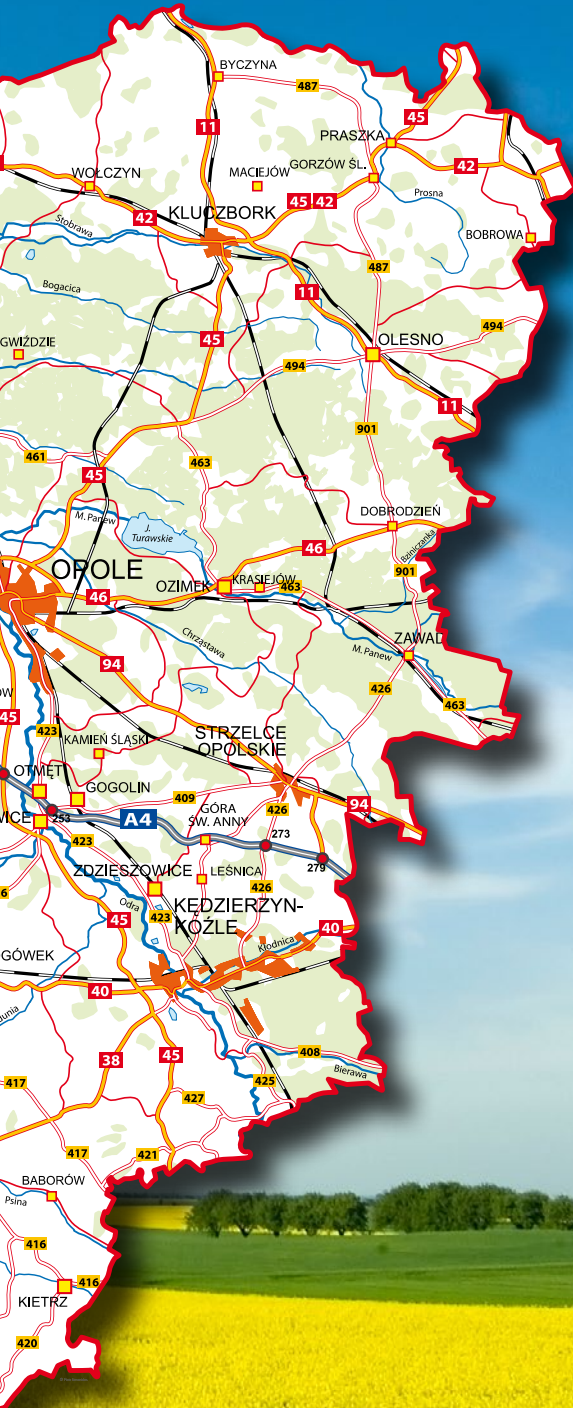 BYCZYNA
487
45
11
PRASZKA
WOŁCZYN
MACIEJÓW
GORZÓW ŚL.
42
45 42
Prosna
42
KLUCZBORK
Stobrawa
BOBROWA
487
Bogacica
11
45
494
GWIŹDZIE
OLESNO
494
11
901
461
463
45
DOBRODZIEŃ
M. Panew
J.
Turawskie
46
Bziniczanka
OPOLE
901
OZIMEK
KRASIEJÓW
463
46
Chrząstawa
ZAWAD
M. Panew
94
426
463
45
423
STRZELCE
OPOLSKIE
KAMIEŃ ŚLĄSKI
OTMĘT
GOGOLIN
409
94
GÓRA
ŚW. ANNY
426
253
A4
ICE
273
423
279
ZDZIESZOWICE
LEŚNICA
426
Odra
423
KĘDZIERZYN-
KOŹLE
45
40
Kłodnica
OGÓWEK
40
38
45
408
Bierawa
417
425
427
417
421
BABORÓW
Psina
416
416
KIETRZ
420